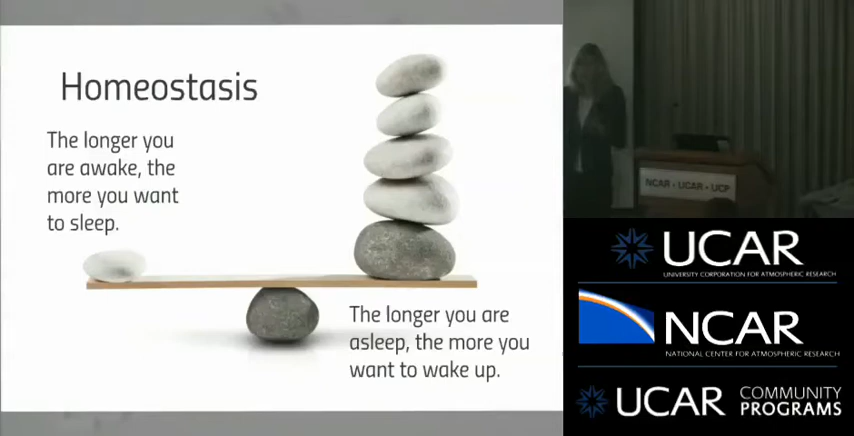 Homeostasis
The longer you
are awake, the
more you want
to sleep.
The longer you are
asleep, the more you
want to wake up.
NCAR • UCAR • UCP
UCAR
UNIVERSITY CORPORATION FOR ATMOSPHERIC RESEARCH
NCAR
NATIONAL CENTER FOR ATMOSPHERIC RESEARCH
UCAR COMMUNITY
PROGRAMS